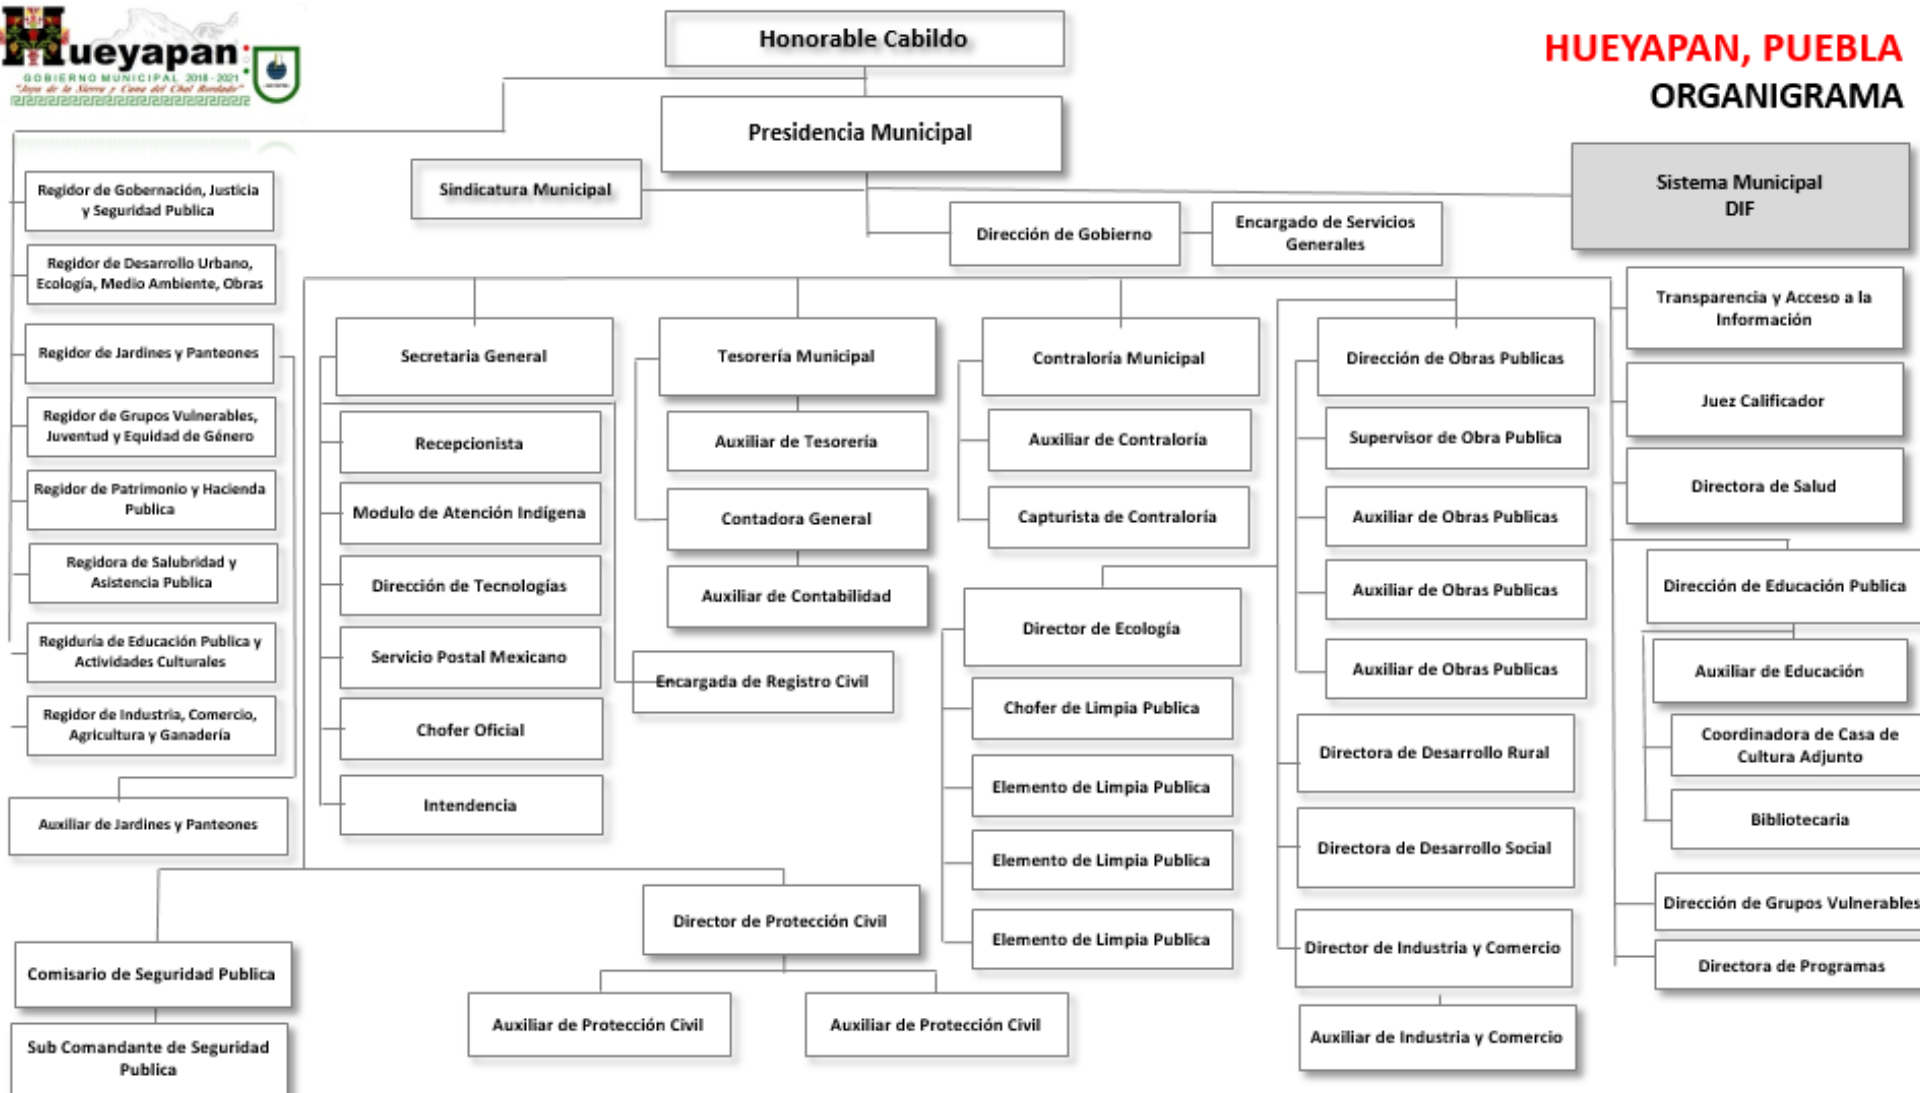 Hueyapan
GOBIERNO MUNICIPAL 2018 - 2021
"Joya de la Sierra y Cuna del Chal Bordado"
HUEYAPAN, PUEBLA
ORGANIGRAMA
Honorable Cabildo
Presidencia Municipal
Sindicatura Municipal
Sistema Municipal
DIF
Dirección de Gobierno
Encargado de Servicios
Generales
Regidor de Gobernación, Justicia
y Seguridad Publica
Regidor de Desarrollo Urbano,
Ecología, Medio Ambiente, Obras
Regidor de Jardines y Panteones
Regidor de Grupos Vulnerables,
Juventud y Equidad de Género
Regidor de Patrimonio y Hacienda
Publica
Regidora de Salubridad y
Asistencia Publica
Regiduría de Educación Publica y
Actividades Culturales
Regidor de Industria, Comercio,
Agricultura y Ganadería
Auxiliar de Jardines y Panteones
Secretaria General
Recepcionista
Modulo de Atención Indígena
Dirección de Tecnologías
Servicio Postal Mexicano
Chofer Oficial
Intendencia
Encargada de Registro Civil
Tesorería Municipal
Auxiliar de Tesorería
Contadora General
Auxiliar de Contabilidad
Contraloría Municipal
Auxiliar de Contraloría
Capturista de Contraloría
Director de Ecología
Chofer de Limpia Publica
Elemento de Limpia Publica
Elemento de Limpia Publica
Elemento de Limpia Publica
Dirección de Obras Publicas
Supervisor de Obra Publica
Auxiliar de Obras Publicas
Auxiliar de Obras Publicas
Auxiliar de Obras Publicas
Directora de Desarrollo Rural
Directora de Desarrollo Social
Director de Industria y Comercio
Auxiliar de Industria y Comercio
Transparencia y Acceso a la
Información
Juez Calificador
Directora de Salud
Dirección de Educación Publica
Auxiliar de Educación
Coordinadora de Casa de
Cultura Adjunto
Bibliotecaria
Dirección de Grupos Vulnerables
Directora de Programas
Director de Protección Civil
Auxiliar de Protección Civil
Auxiliar de Protección Civil
Comisario de Seguridad Publica
Sub Comandante de Seguridad
Publica